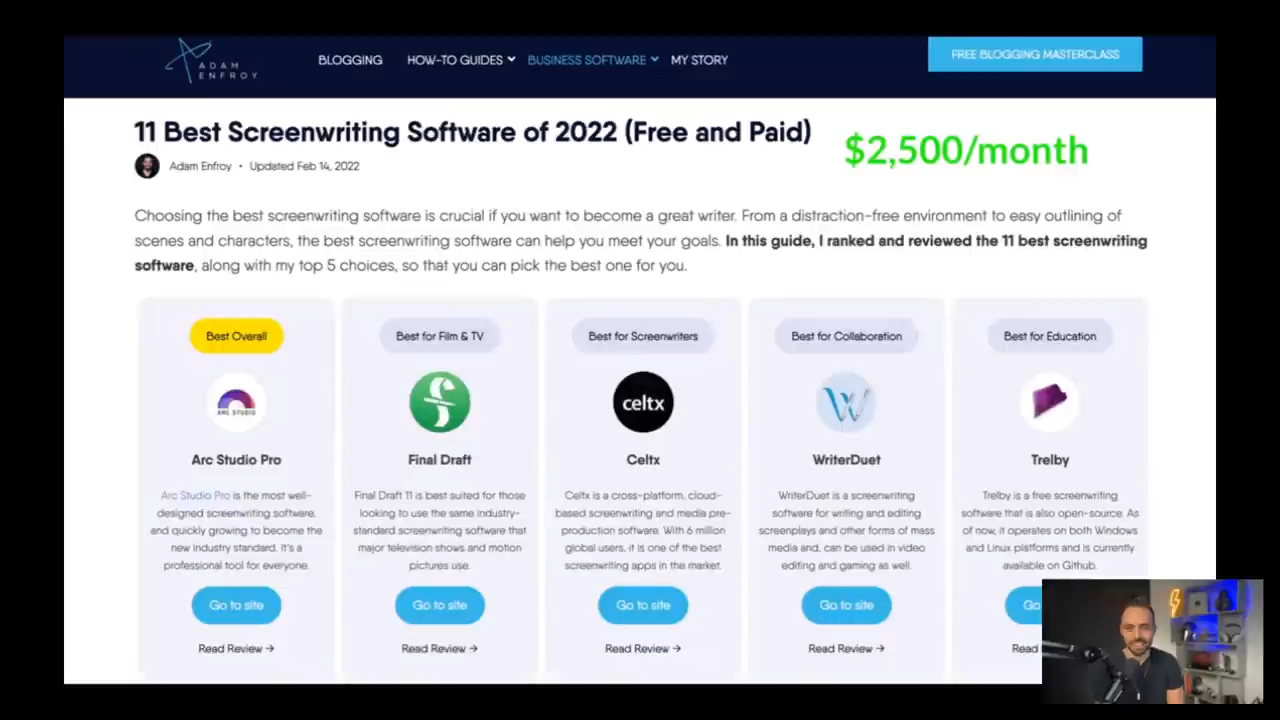 ADAM
ENFROY
BLOGGING
HOW-TO GUIDES
BUSINESS SOFTWARE
MY STORY
FREE BLOGGING MASTERCLASS
11 Best Screenwriting Software of 2022 (Free and Paid)
$2,500/month
Adam Enfroy • Updated Feb 14, 2022
Choosing the best screenwriting software is crucial if you want to become a great writer. From a distraction-free environment to easy outlining of
scenes and characters, the best screenwriting software can help you meet your goals. In this guide, I ranked and reviewed the 11 best screenwriting
software, along with my top 5 choices, so that you can pick the best one for you.
Best Overall
ARC STUDIO
Arc Studio Pro
Arc Studio Pro is the most well-
designed screenwriting software,
and quickly growing to become the
new industry standard. It's a
professional tool for everyone.
Go to site
Read Review →
Best for Film & TV
Final Draft
Final Draft 11 is best suited for those
looking to use the same industry-
standard screenwriting software that
major television shows and motion
pictures use.
Go to site
Read Review →
Best for Screenwriters
celtx
Celtx
Celtx is a cross-platform, cloud-
based screenwriting and media pre-
production software. With 6 million
global users, it is one of the best
screenwriting apps in the market.
Go to site
Read Review →
Best for Collaboration
W
WriterDuet
WriterDuet is a screenwriting
software for writing and editing
screenplays and other forms of mass
media and, can be used in video
editing and gaming as well.
Go to site
Read Review →
Best for Education
Trelby
Trelby is a free screenwriting
software that is also open-source. As
of now, it operates on both Windows
and Linux platforms and is currently
available on Github.
Go
Read